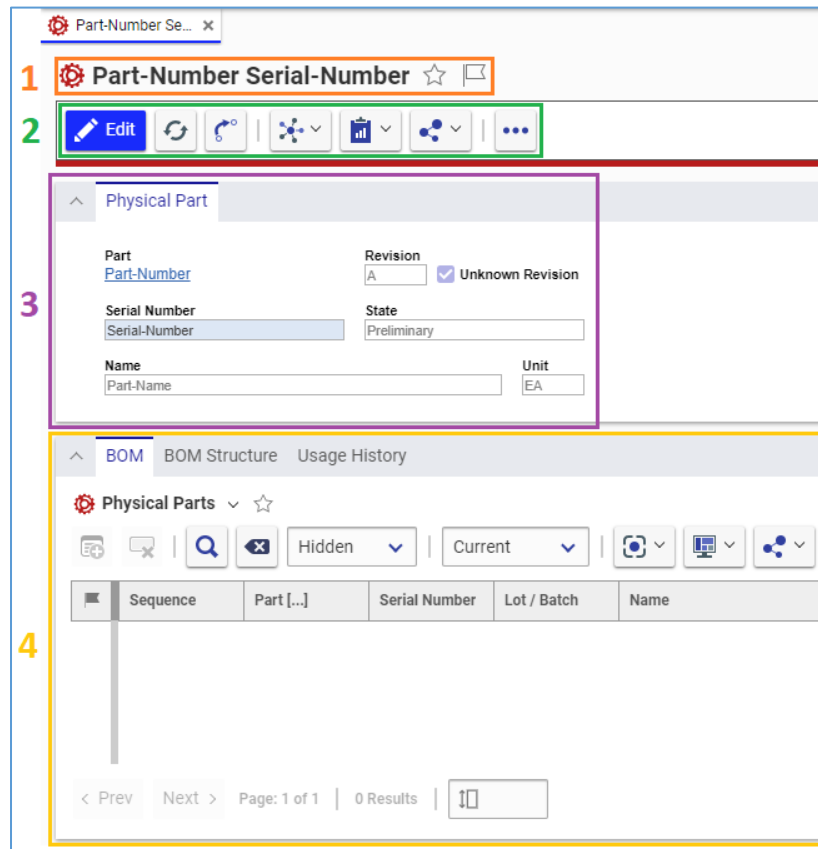 Part-Number Se...
1
Part-Number Serial-Number
2
Edit
Physical Part
3
Part Revision
Part-Number A Unknown Revision
Serial Number State
Serial-Number Preliminary
Name Unit
Part-Name EA
BOM BOM Structure Usage History
Physical Parts
Hidden Current
Sequence Part [...] Serial Number Lot / Batch Name
4
< Prev Next > Page: 1 of 1 0 Results